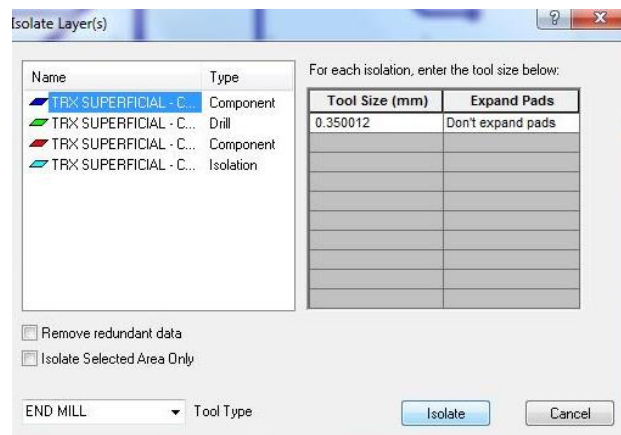 Isolate Layer(s)
Name Type
TRX SUPERFICIAL - C... Component
TRX SUPERFICIAL - C... Drill
TRX SUPERFICIAL - C... Component
TRX SUPERFICIAL - C... Isolation
For each isolation, enter the tool size below:
Tool Size (mm) Expand Pads
0.350012 Don't expand pads
Remove redundant data
Isolate Selected Area Only
END MILL Tool Type
Isolate Cancel